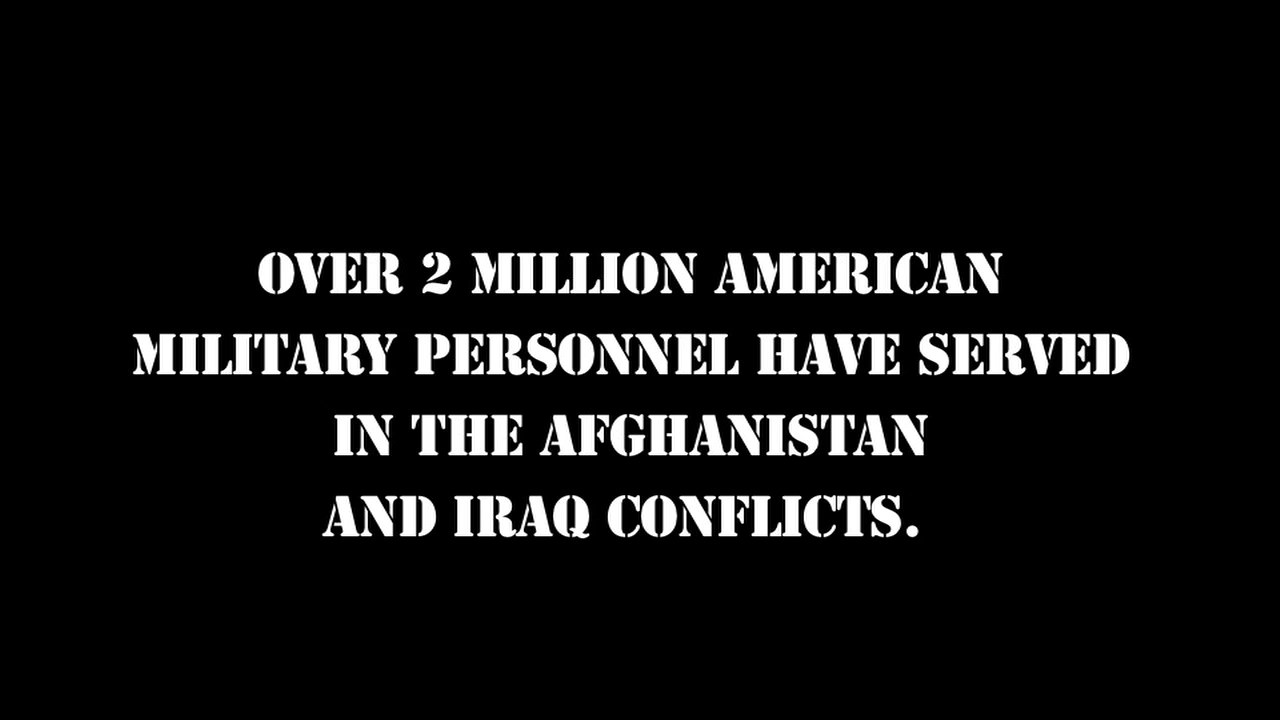 OVER 2 MILLION AMERICAN
MILITARY PERSONNEL HAVE SERVED
IN THE AFGHANISTAN
AND IRAQ CONFLICTS.